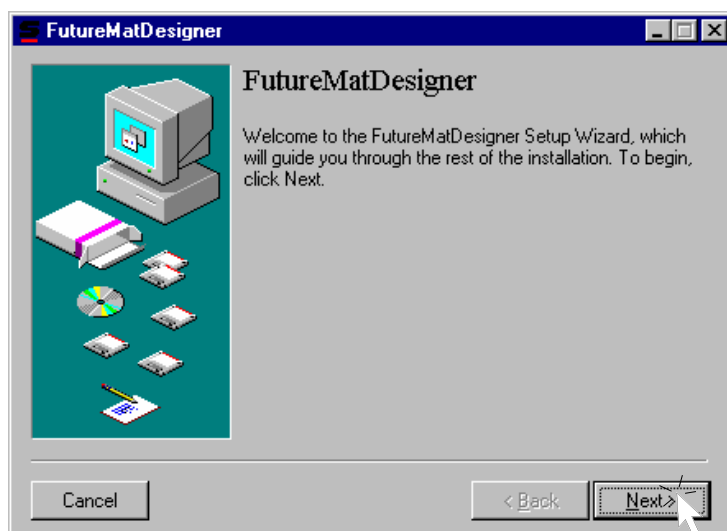 FutureMatDesigner
FutureMatDesigner
Welcome to the FutureMatDesigner Setup Wizard, which
will guide you through the rest of the installation. To begin,
click Next.
Cancel
< Back
Next>